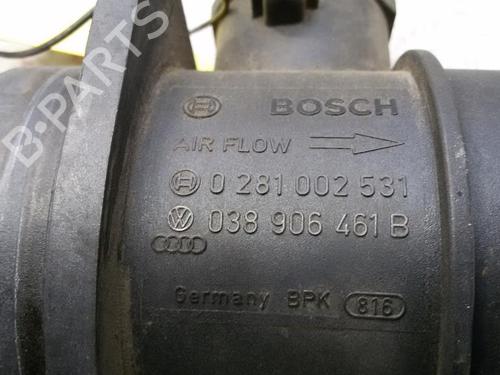 BOSCH
AIR FLOW
0 281 002 531
038 906 461 B
Germany BPK 816
B-PARTS